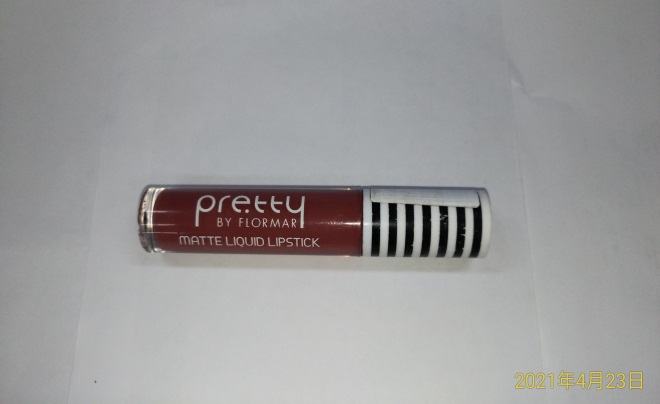 pretty
BY FLORMAR
MATTE LIQUID LIPSTICK
2021年4月23日